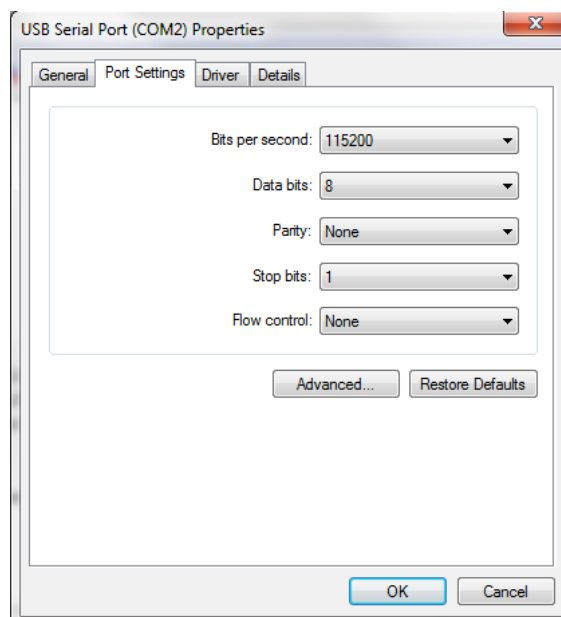 USB Serial Port (COM2) Properties
General Port Settings Driver Details
Bits per second: 115200
Data bits: 8
Parity: None
Stop bits: 1
Flow control: None
Advanced... Restore Defaults
OK Cancel